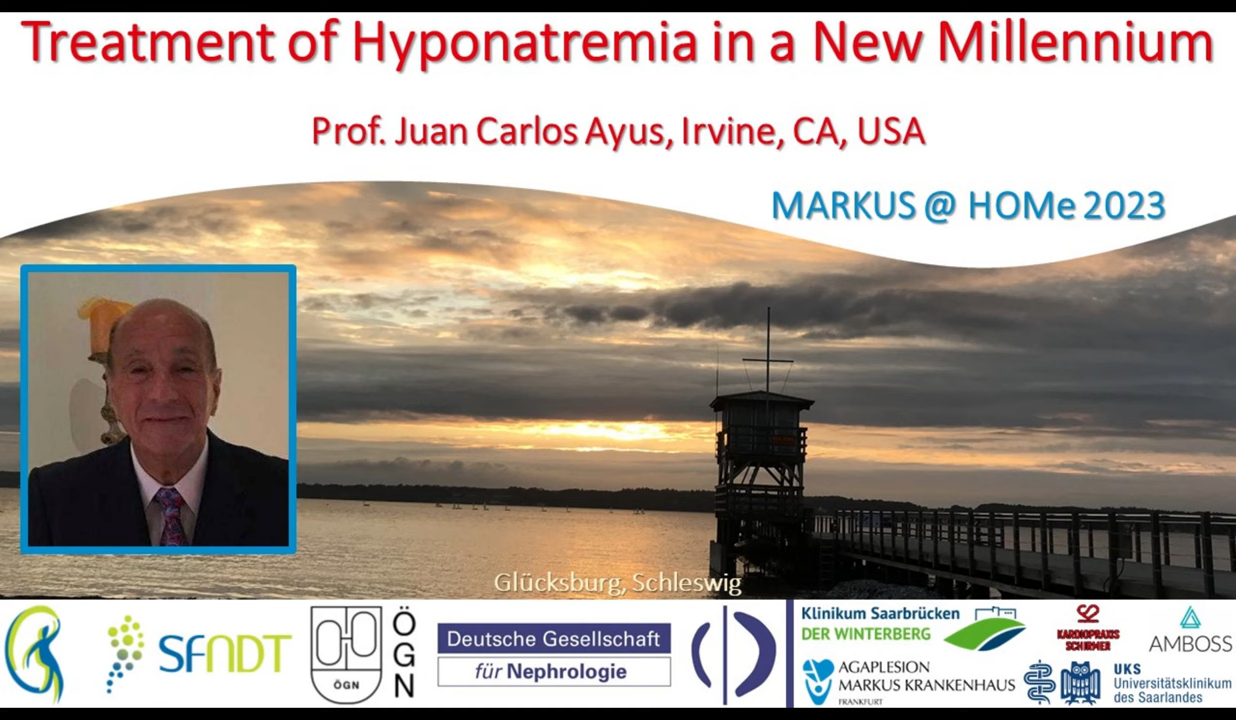 Treatment of Hyponatremia in a New Millennium
Prof. Juan Carlos Ayus, Irvine, CA, USA
MARKUS @ HOMe 2023
Glücksburg, Schleswig
SFNDT
ÖGN
ÖGN
Deutsche Gesellschaft
für Nephrologie
Klinikum Saarbrücken
DER WINTERBERG
KARDIOPRAXIS
SCHIRMER
AMBOSS
AGAPLESION
MARKUS KRANKENHAUS
FRANKFURT
UKS
Universitätsklinikum
des Saarlandes